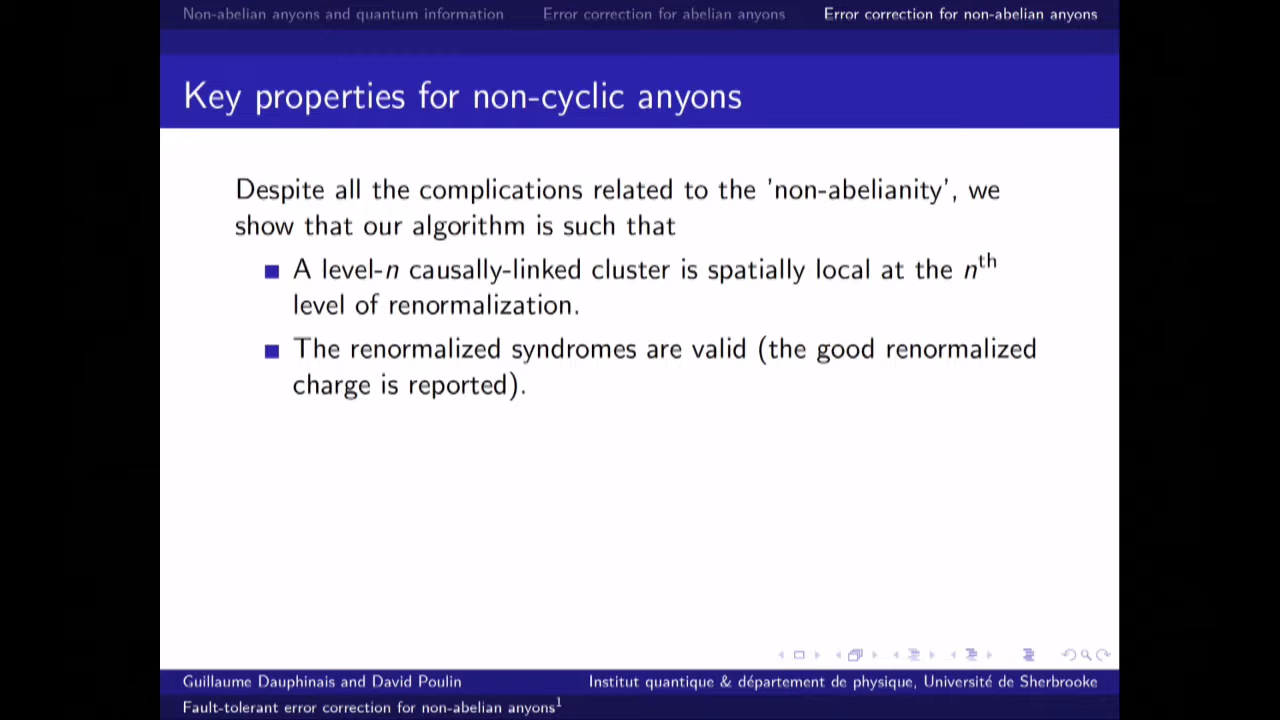 Non-abelian anyons and quantum information Error correction for abelian anyons Error correction for non-abelian anyons
Key properties for non-cyclic anyons
Despite all the complications related to the 'non-abelianity', we
show that our algorithm is such that
A level-n causally-linked cluster is spatially local at the nth
level of renormalization.
The renormalized syndromes are valid (the good renormalized
charge is reported).
Guillaume Dauphinais and David Poulin Institut quantique & département de physique, Université de Sherbrooke
Fault-tolerant error correction for non-abelian anyons1